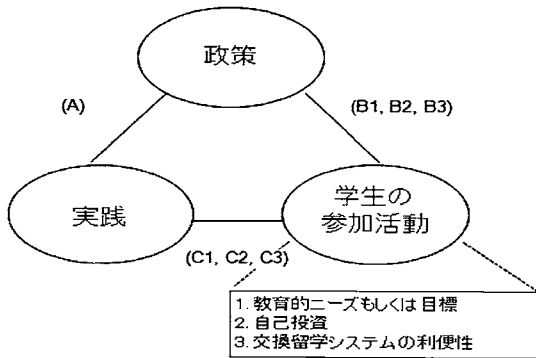 政策
(A)
(B1, B2, B3)
実践
学生の
参加活動
(C1, C2, C3)
1. 教育的ニーズもしくは目標
2. 自己投資
3. 交換留学システムの利便性